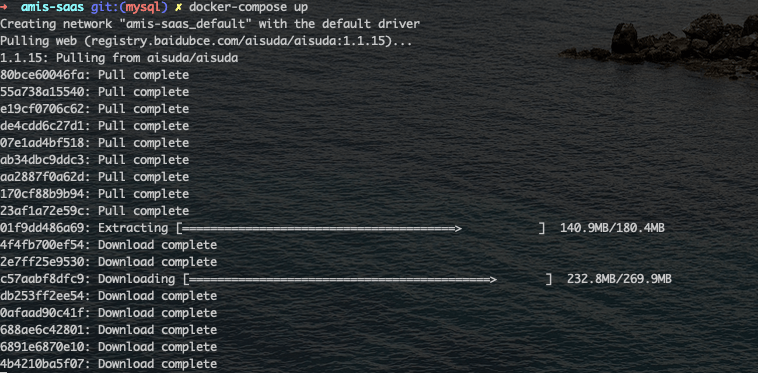 ➜  amis-saas git:(mysql) ✗ docker-compose up
Creating network "amis-saas_default" with the default driver
Pulling web (registry.baidubce.com/aisuda/aisuda:1.1.15)...
1.1.15: Pulling from aisuda/aisuda
80bce60046fa: Pull complete
55a738a15540: Pull complete
e19cf0706c62: Pull complete
de4cdd6c27d1: Pull complete
07e1ad4bf518: Pull complete
ab34dbc9ddc3: Pull complete
aa2887f0a62d: Pull complete
170cf88b9b94: Pull complete
23af1a72e59c: Pull complete
01f9dd486a69: Extracting [=======================================>           ]  140.9MB/180.4MB
4f4fb700ef54: Download complete
2e7ff25e9530: Download complete
c57aabf8dfc9: Downloading [===========================================>       ]  232.8MB/269.9MB
db253ff2ee54: Download complete
0afaad90c41f: Download complete
688ae6c42801: Download complete
6891e6870e10: Download complete
4b4210ba5f07: Download complete